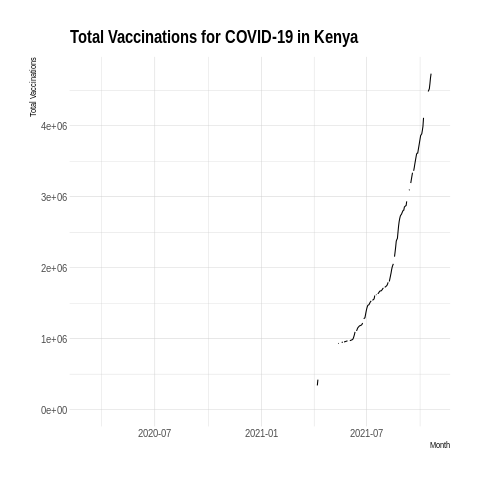 Total Vaccinations for COVID-19 in Kenya
Total Vaccinations
4e+06
3e+06
2e+06
1e+06
0e+00
2020-07 2021-01 2021-07
Month